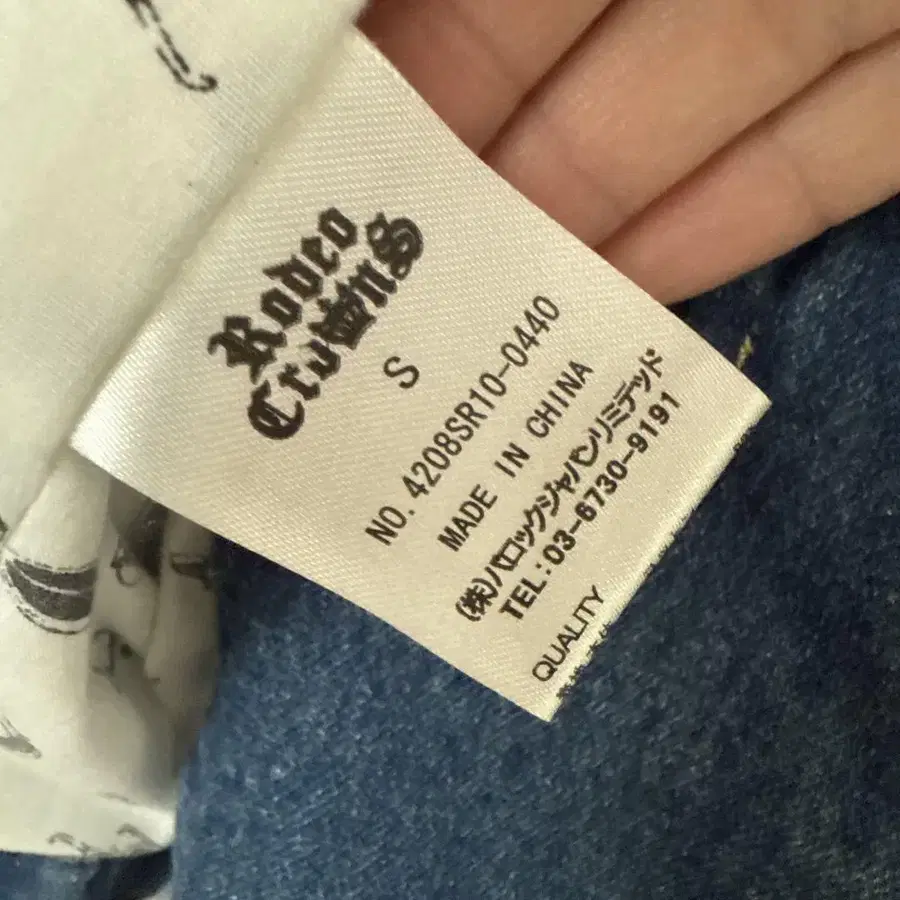 Rodeo
Crowns
S
NO. 4208SR10-0440
MADE IN CHINA
(株)バロックジャパンリミテッド
TEL:03-6730-9191
QUALITY